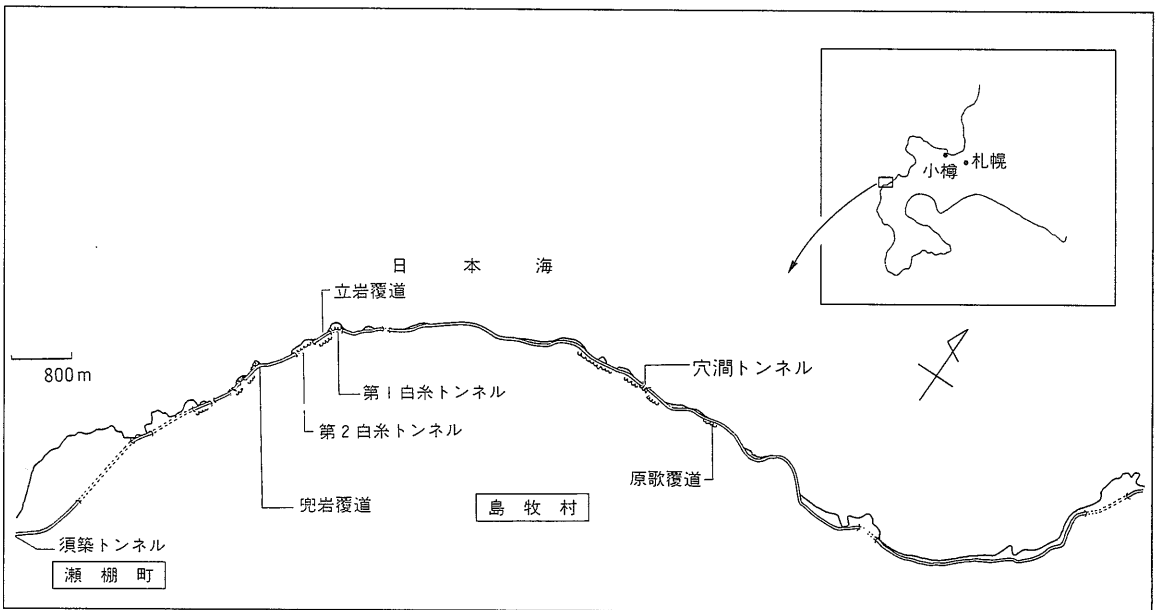 小樽
札幌
日本海
立岩覆道
800m
穴澗トンネル
第1白糸トンネル
第2白糸トンネル
原歌覆道
兜岩覆道
島牧村
須築トンネル
瀬棚町